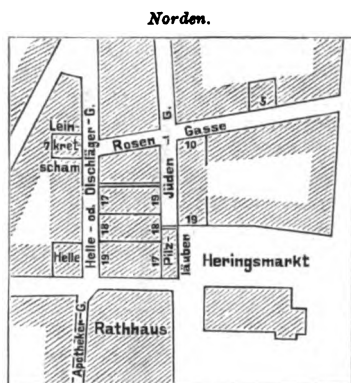 Norden.
Lein-
kret
scham
Helle- od. Ölschläger-G.
Rosen Gasse
Jüden-G.
5
10
17
19
18
18
19
17
19
Pilz-
läuben
Helle
Heringsmarkt
Apotheker-G.
Rathhaus